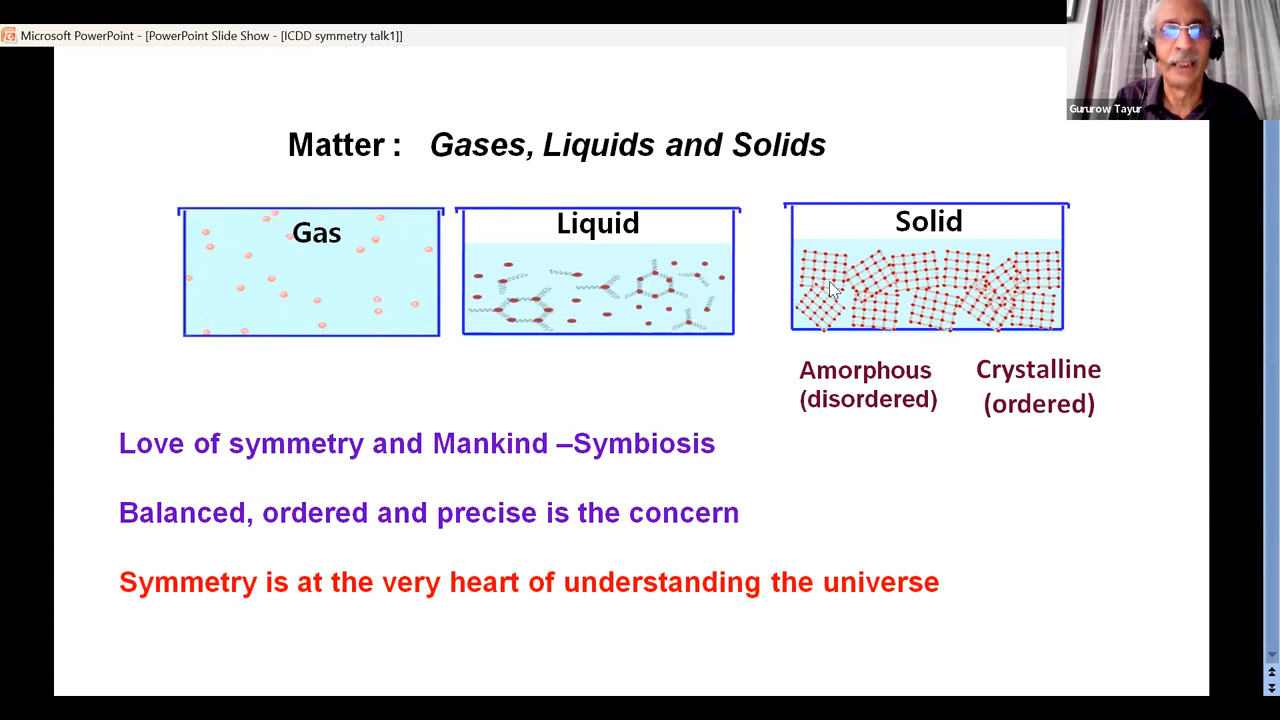 Microsoft PowerPoint - [PowerPoint Slide Show - [ICDD symmetry talk1]]
Gururow Tayur
Matter : Gases, Liquids and Solids
Gas
Liquid
Solid
Amorphous
(disordered)
Crystalline
(ordered)
Love of symmetry and Mankind –Symbiosis
Balanced, ordered and precise is the concern
Symmetry is at the very heart of understanding the universe